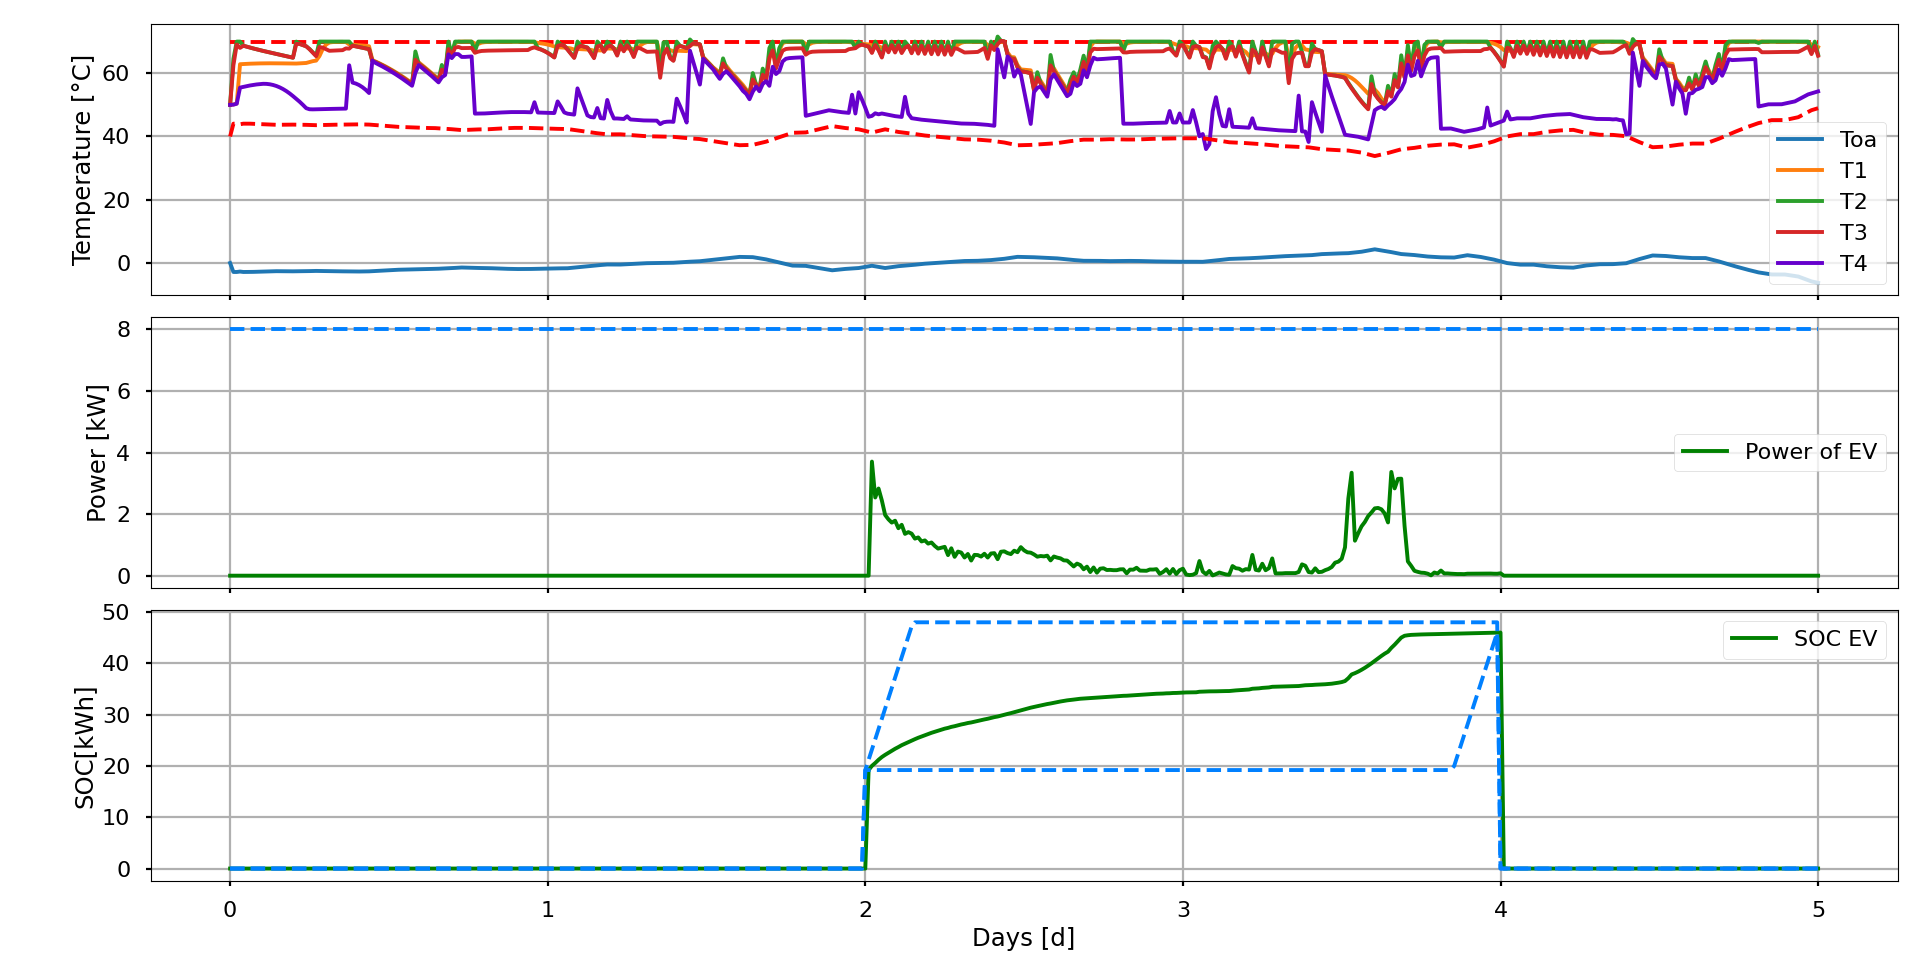 Temperature [°C]
60
40
20
0
Toa
T1
T2
T3
T4
Power [kW]
8
6
4
2
0
Power of EV
SOC[kWh]
50
40
30
20
10
0
SOC EV
0 1 2 3 4 5
Days [d]